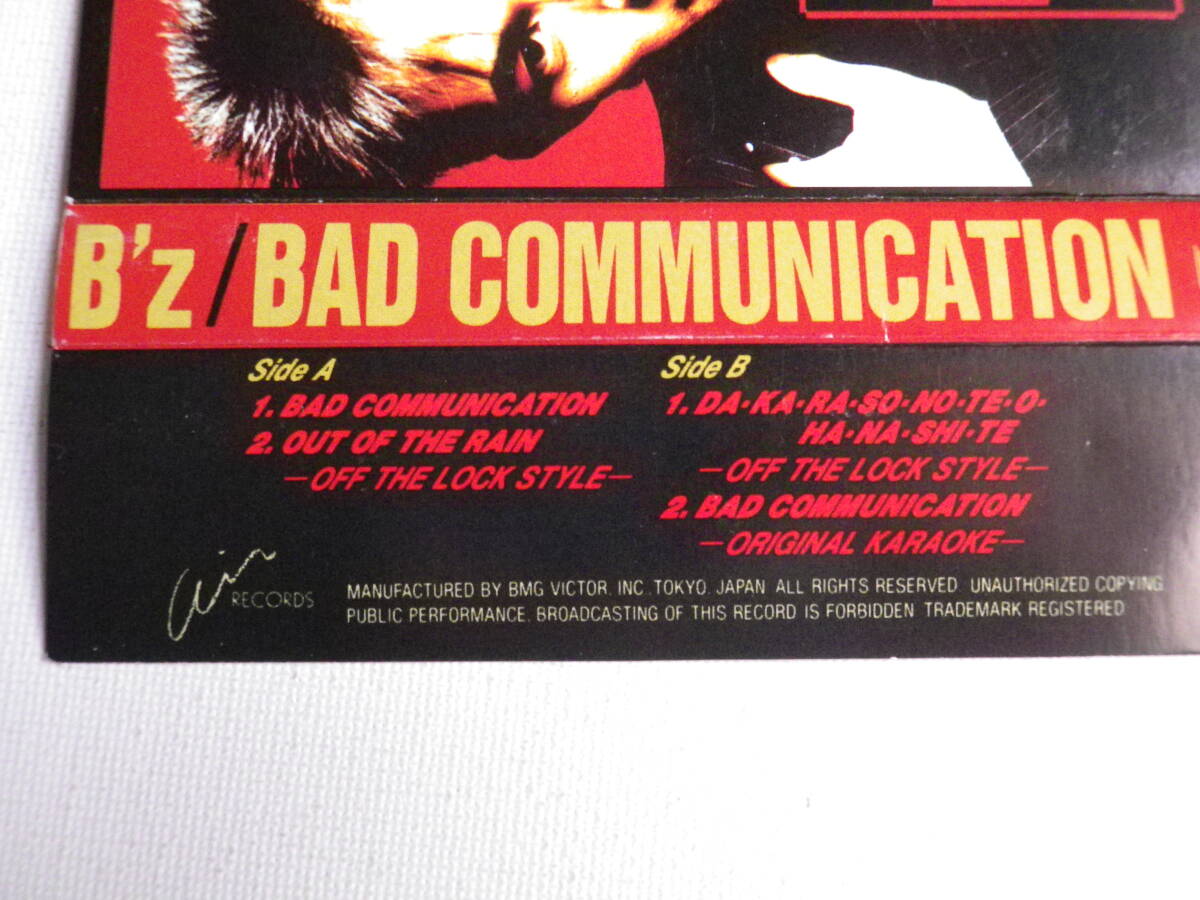 B'z/BAD COMMUNICATION
Side A
1. BAD COMMUNICATION
2. OUT OF THE RAIN
—OFF THE LOCK STYLE—
Side B
1. DA·KA·RA·SO·NO·TE·O·
HA·NA·SHI·TE
—OFF THE LOCK STYLE—
2. BAD COMMUNICATION
—ORIGINAL KARAOKE—
Air RECORDS
MANUFACTURED BY BMG VICTOR. INC. TOKYO. JAPAN ALL RIGHTS RESERVED UNAUTHORIZED COPYING
PUBLIC PERFORMANCE. BROADCASTING OF THIS RECORD IS FORBIDDEN TRADEMARK REGISTERED